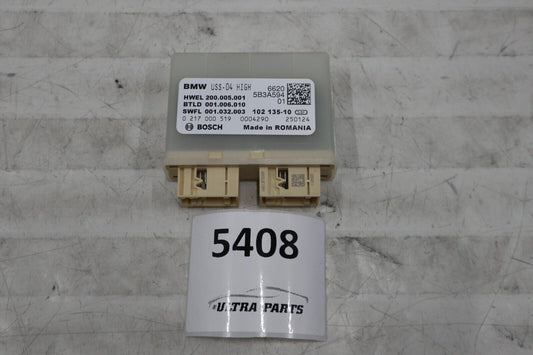 BMW USS-D4 HIGH 6620
HWEL 200.005.001 5B3A594
BTLD 001.006.010 01
SWFL 001.032.003 102 135-10
0 217 000 519 0004290 250124
BOSCH Made in ROMANIA
5408
ULTRA-PARTS